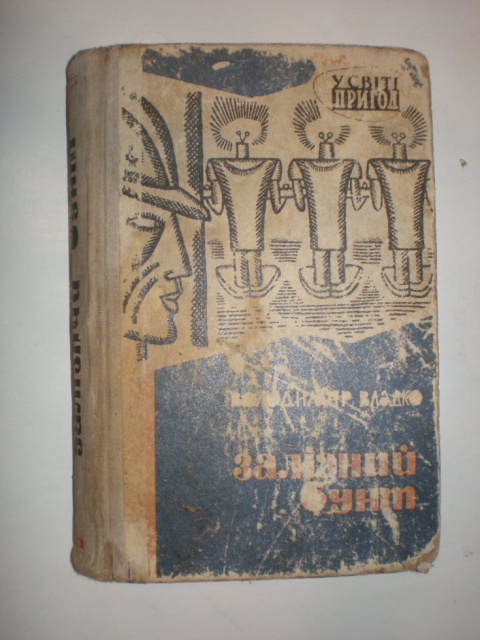 У СВІТІ
ПРИГОД
ВОЛОДИМИР ВЛАДКО
залізний
бунт